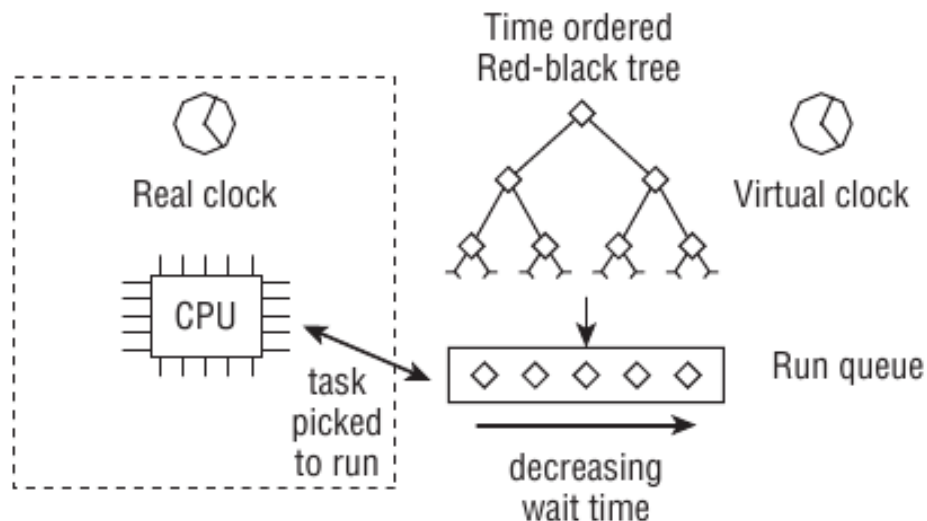 Time ordered
Red-black tree
Real clock
Virtual clock
CPU
task
picked
to run
Run queue
decreasing
wait time